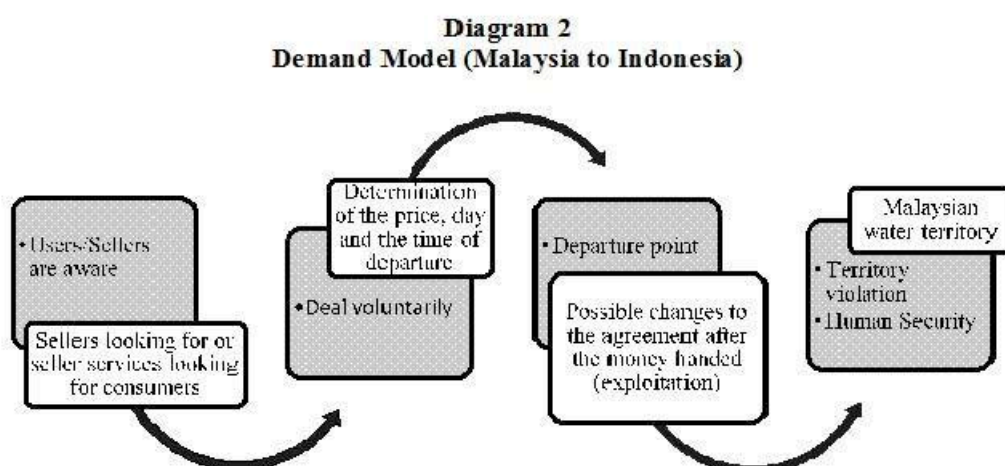 Diagram 2
Demand Model (Malaysia to Indonesia)
• Users/Sellers
are aware
Sellers looking for or
seller services looking
for consumers
Determination
of the price, day
and the time of
departure
• Deal voluntarily
• Departure point
Possible changes to
the agreement after
the money handed
(exploitation)
Malaysian
water territory
• Territory
violation
• Human Security